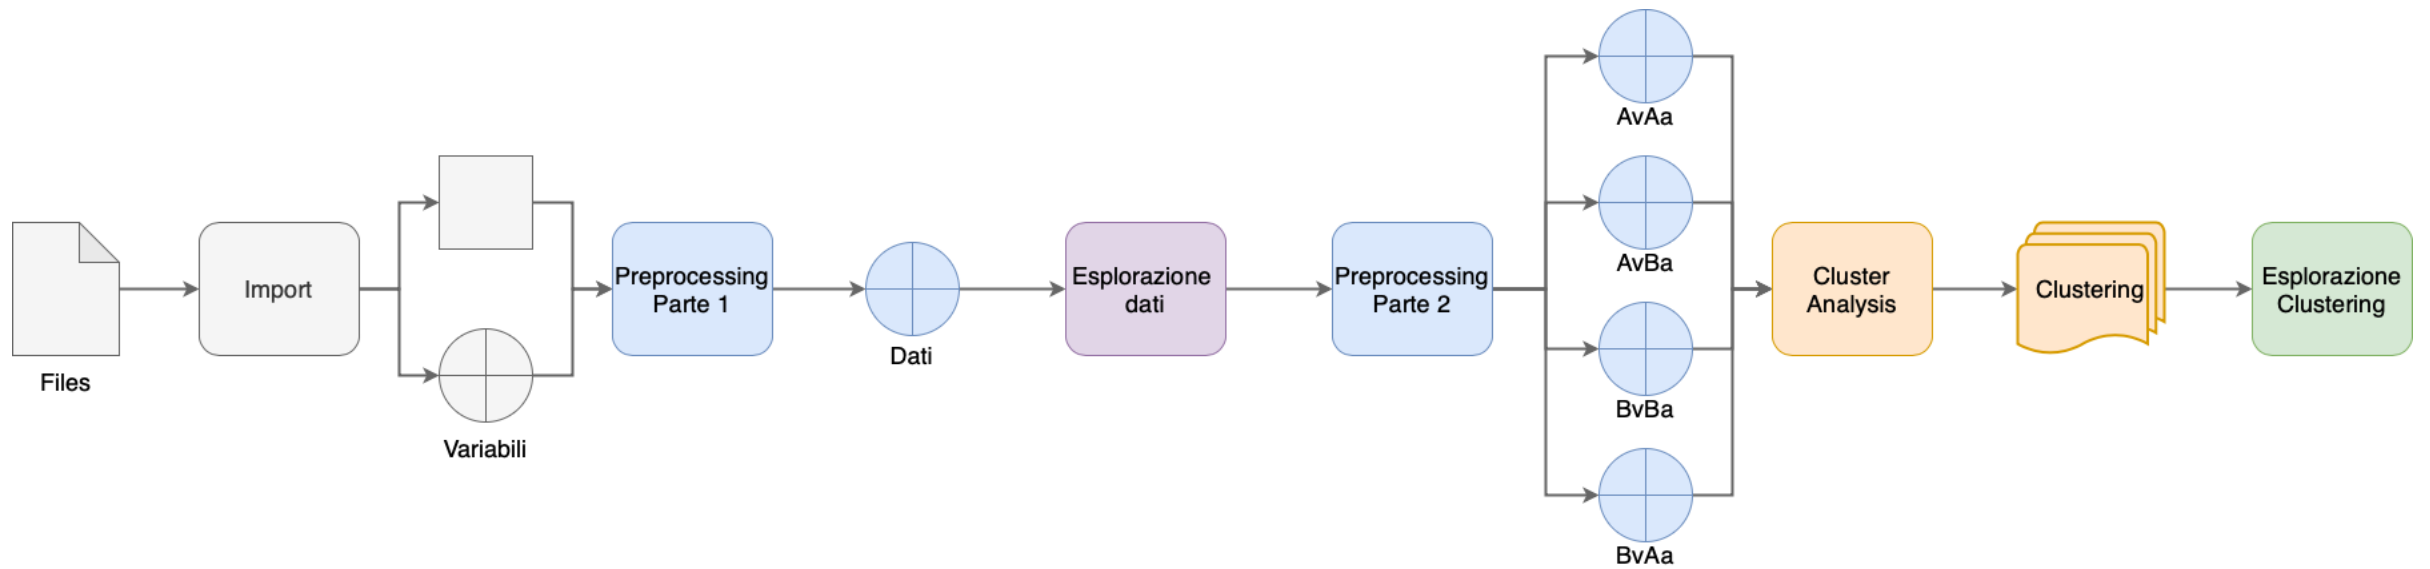 Files
Import
Variabili
Preprocessing
Parte 1
Dati
Esplorazione
dati
Preprocessing
Parte 2
AvAa
AvBa
BvBa
BvAa
Cluster
Analysis
Clustering
Esplorazione
Clustering